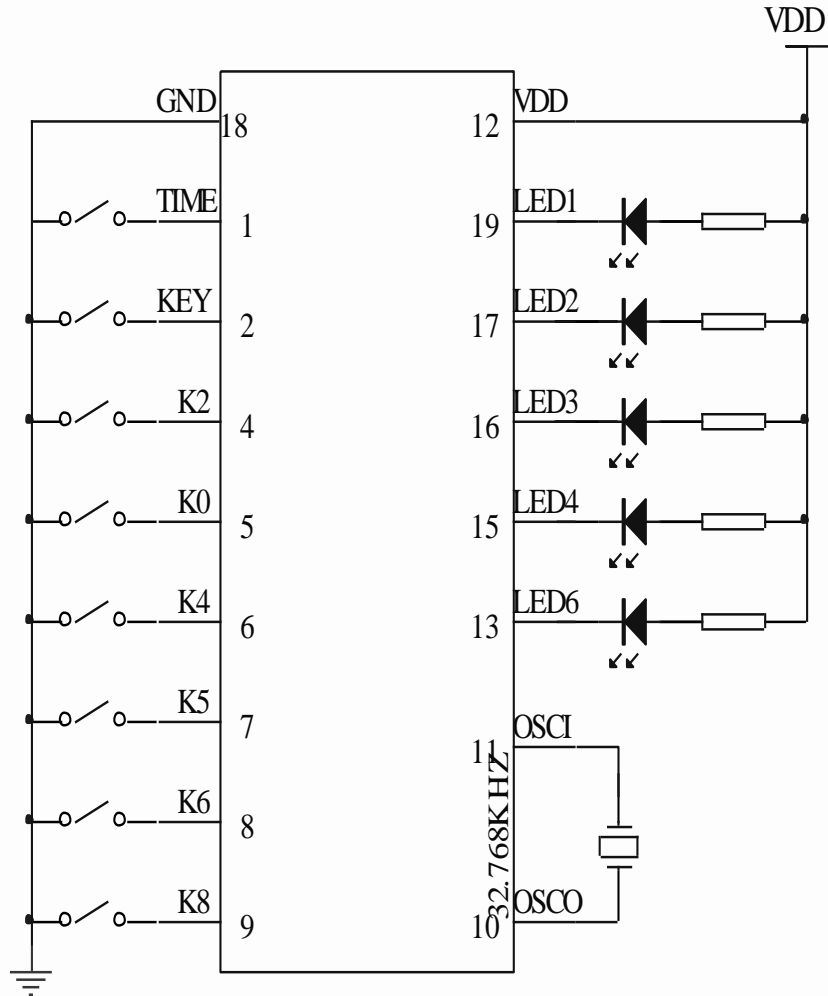 VDD
GND 18 12 VDD
TIME 1 19 LED1
KEY 2 17 LED2
K2 4 16 LED3
K0 5 15 LED4
K4 6 13 LED6
K5 7 11 OSCI
32.768KHZ
K6 8
K8 9 10 OSCO